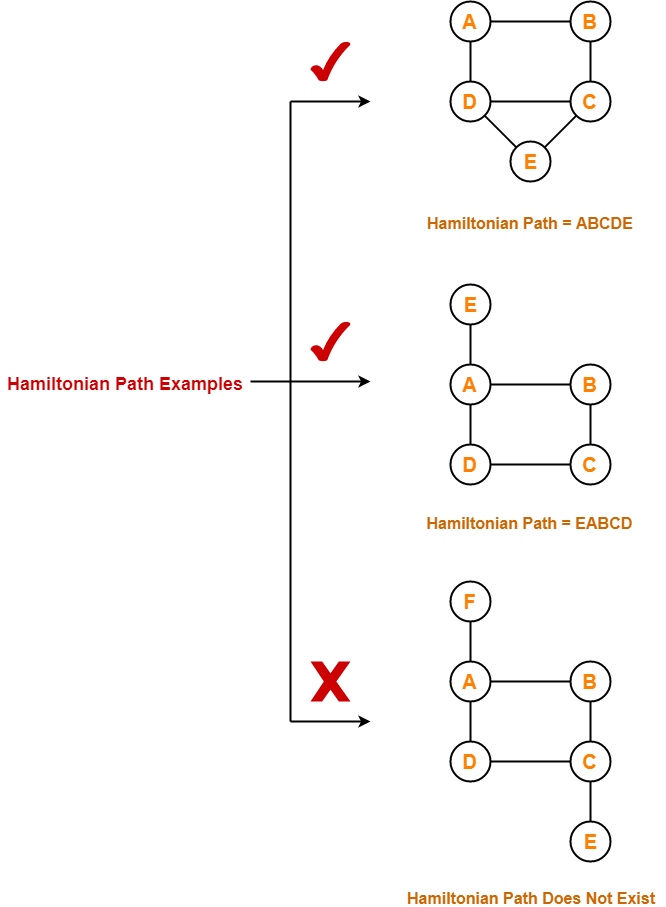 A B
D C
E
Hamiltonian Path = ABCDE
E
Hamiltonian Path Examples
A B
D C
Hamiltonian Path = EABCD
F
X
A B
D C
E
Hamiltonian Path Does Not Exist